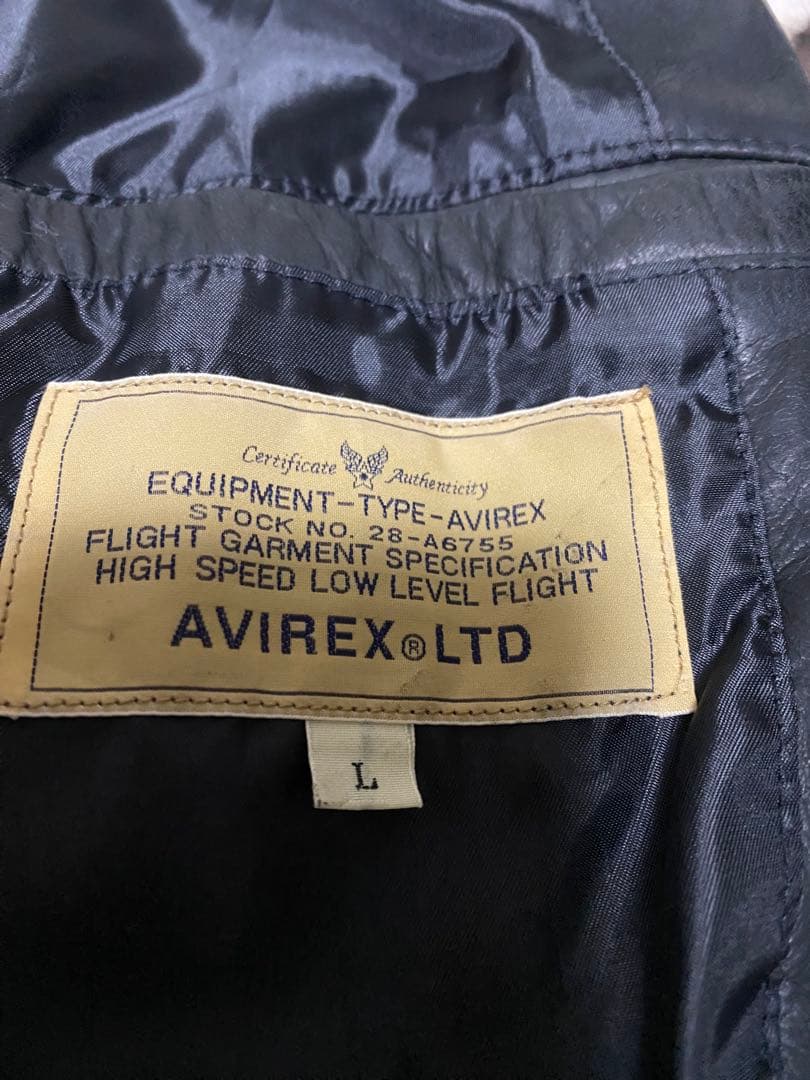 Certificate Authenticity
EQUIPMENT-TYPE-AVIREX
STOCK NO. 28-A6755
FLIGHT GARMENT SPECIFICATION
HIGH SPEED LOW LEVEL FLIGHT
AVIREX® LTD
L